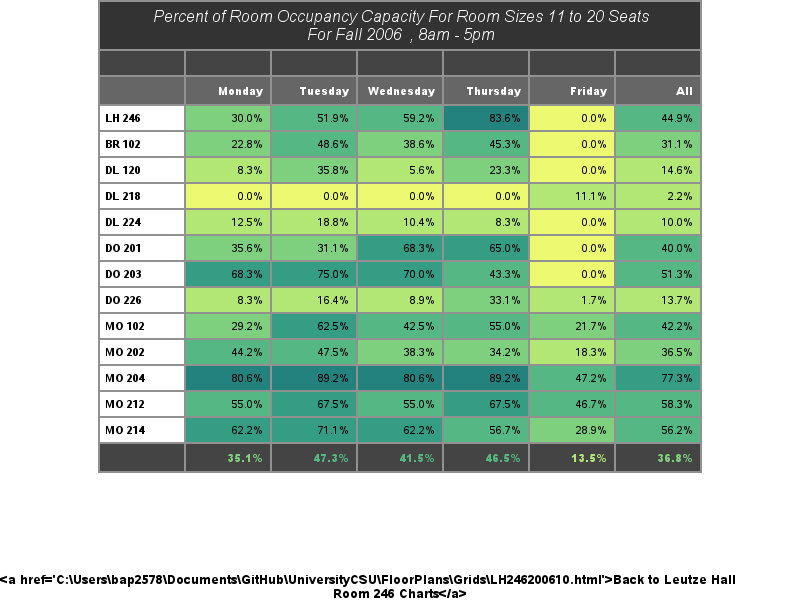 Percent of Room Occupancy Capacity For Room Sizes 11 to 20 Seats
For Fall 2006 , 8am - 5pm
Monday Tuesday Wednesday Thursday Friday All
LH 246 30.0% 51.9% 59.2% 83.6% 0.0% 44.9%
BR 102 22.8% 48.6% 38.6% 45.3% 0.0% 31.1%
DL 120 8.3% 35.8% 5.6% 23.3% 0.0% 14.6%
DL 218 0.0% 0.0% 0.0% 0.0% 11.1% 2.2%
DL 224 12.5% 18.8% 10.4% 8.3% 0.0% 10.0%
DO 201 35.6% 31.1% 68.3% 65.0% 0.0% 40.0%
DO 203 68.3% 75.0% 70.0% 43.3% 0.0% 51.3%
DO 226 8.3% 16.4% 8.9% 33.1% 1.7% 13.7%
MO 102 29.2% 62.5% 42.5% 55.0% 21.7% 42.2%
MO 202 44.2% 47.5% 38.3% 34.2% 18.3% 36.5%
MO 204 80.6% 89.2% 80.6% 89.2% 47.2% 77.3%
MO 212 55.0% 67.5% 55.0% 67.5% 46.7% 58.3%
MO 214 62.2% 71.1% 62.2% 56.7% 28.9% 56.2%
35.1% 47.3% 41.5% 46.5% 13.5% 36.8%
<a href='C:\Users\bap2578\Documents\GitHub\UniversityCSU\FloorPlans\Grids\LH246200610.html'>Back to Leutze Hall
Room 246 Charts</a>